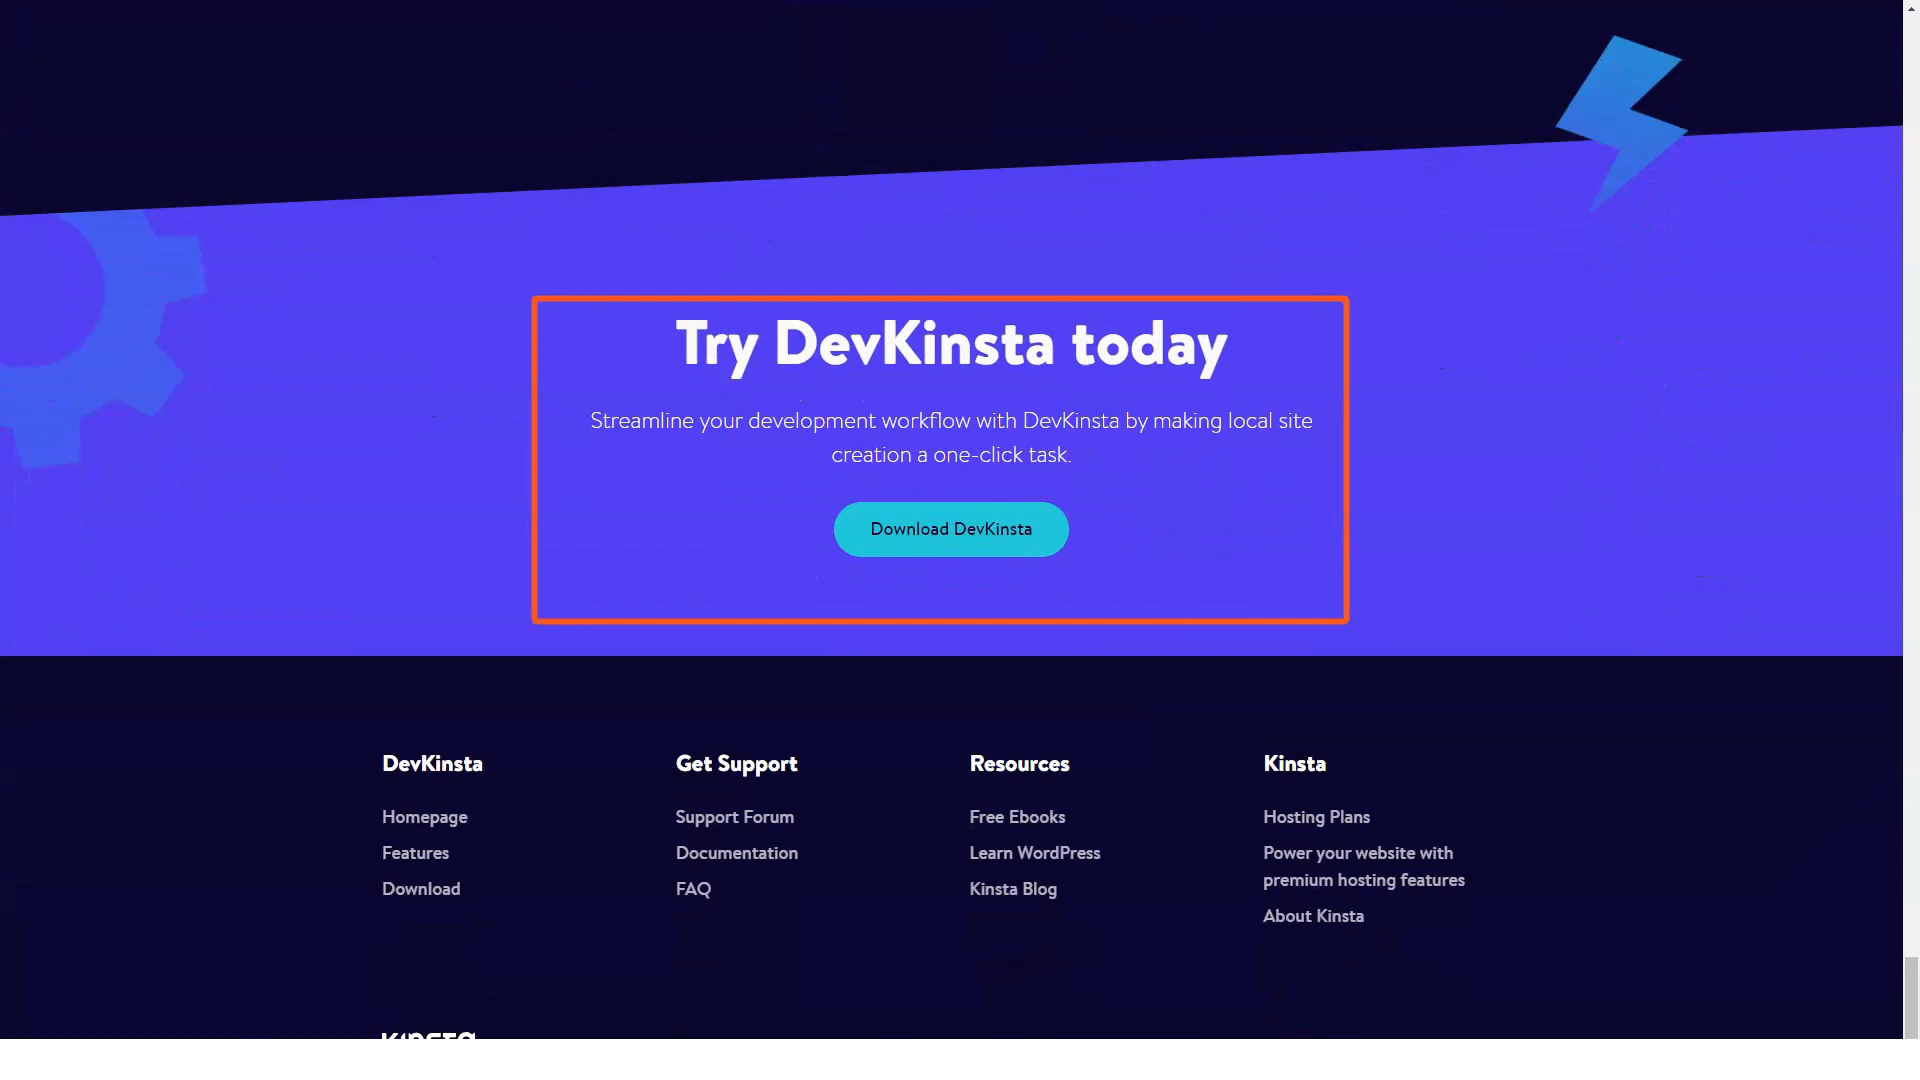 Try DevKinsta today
Streamline your development workflow with DevKinsta by making local site
creation a one-click task.
Download DevKinsta
DevKinsta
Homepage
Features
Download
Get Support
Support Forum
Documentation
FAQ
Resources
Free Ebooks
Learn WordPress
Kinsta Blog
Kinsta
Hosting Plans
Power your website with
premium hosting features
About Kinsta
KINSTA